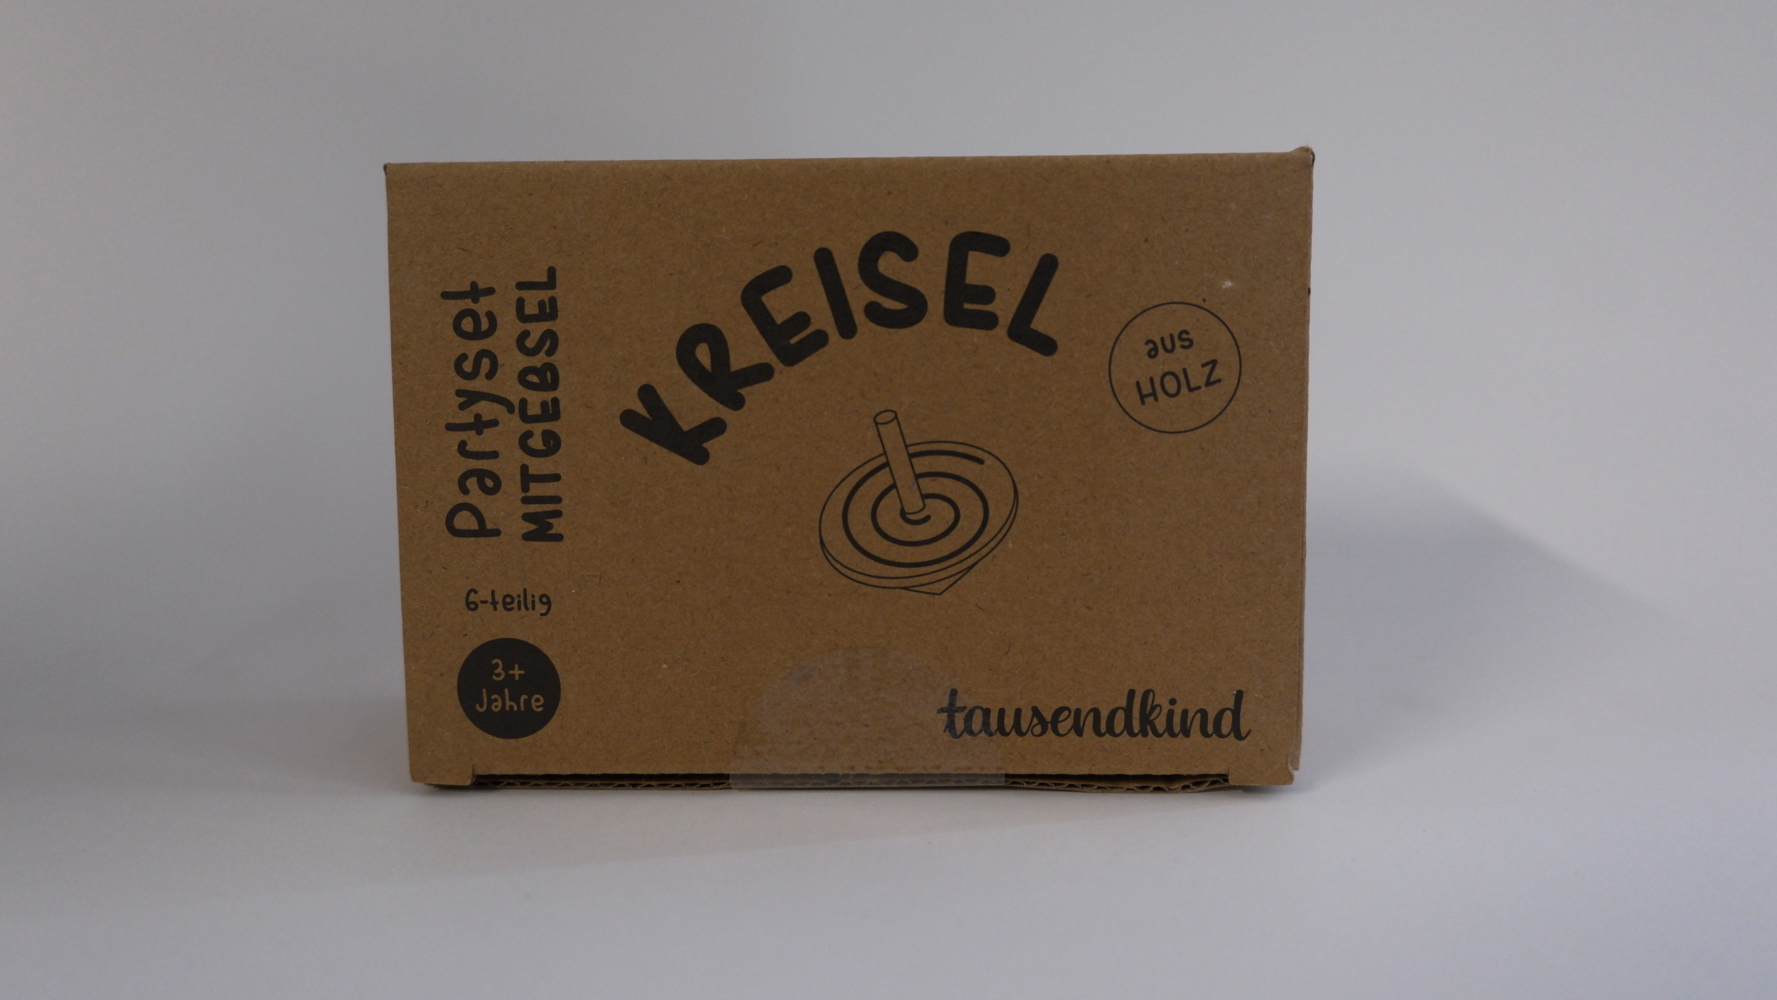 Partyset
MITGEBSEL
6-teilig
3+
Jahre
KREISEL
aus
HOLZ
tausendkind